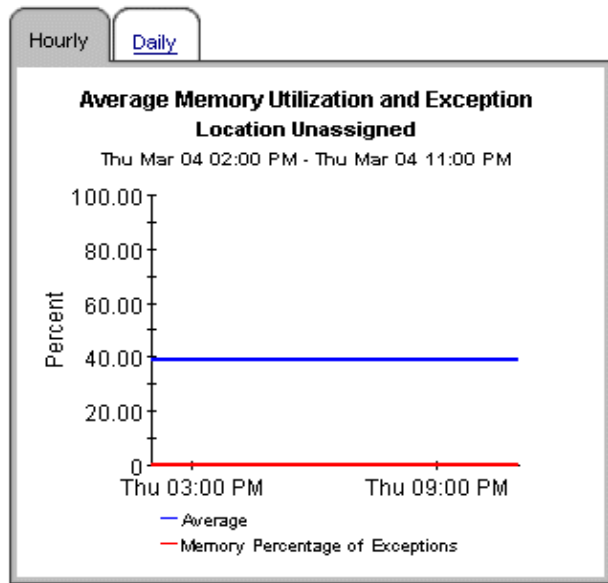 Hourly
Daily
Average Memory Utilization and Exception
Location Unassigned
Thu Mar 04 02:00 PM - Thu Mar 04 11:00 PM
100.00
80.00
60.00
40.00
20.00
0
Percent
Thu 03:00 PM
Thu 09:00 PM
Average
Memory Percentage of Exceptions